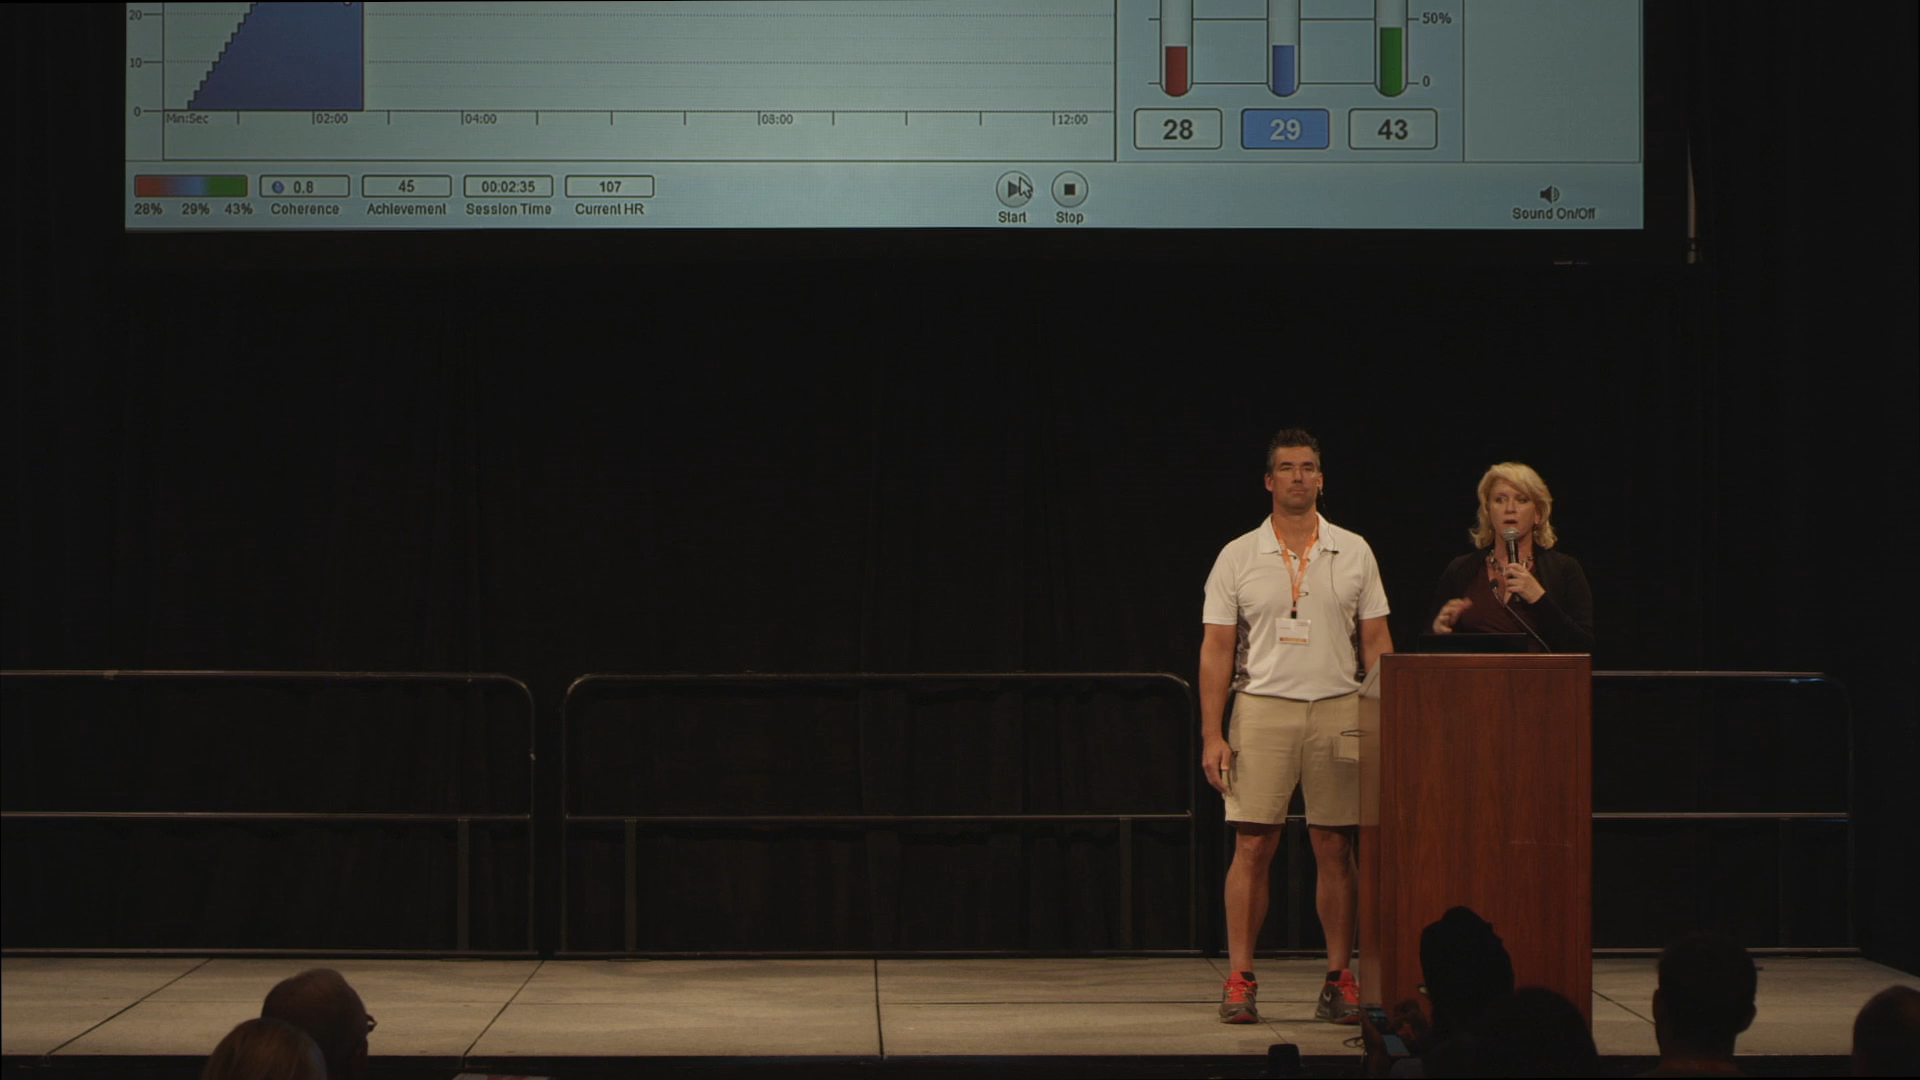 20
10
0
Min:Sec 02:00 04:00 08:00 12:00
50%
0
28 29 43
0.8 45 00:02:35 107
28% 29% 43% Coherence Achievement Session Time Current HR
Start Stop
Sound On/Off